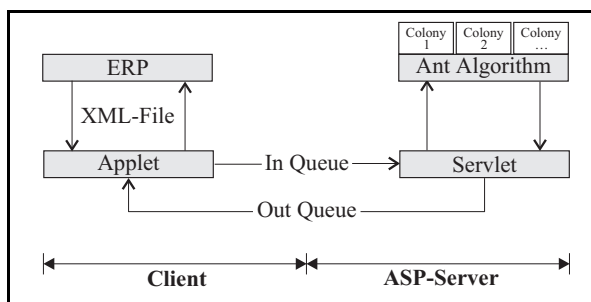 Colony 1
Colony 2
Colony ...
ERP
Ant Algorithm
XML-File
Applet
In Queue
Servlet
Out Queue
Client
ASP-Server